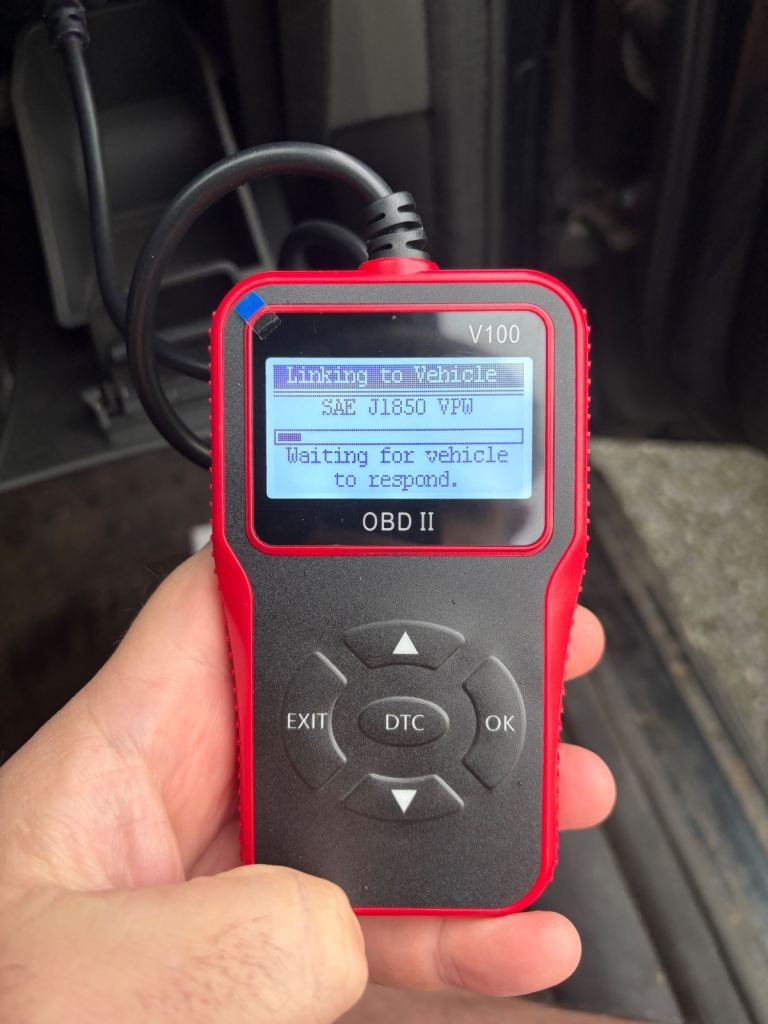 V100
Linking to Vehicle
SAE J1850 VPW
Waiting for vehicle
to respond.
OBD II
EXIT
DTC
OK